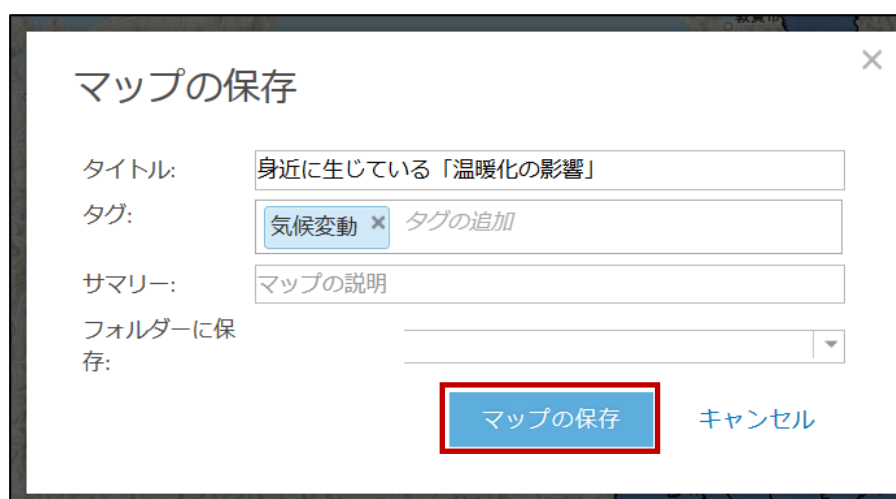 敦賀市
×
マップの保存
タイトル: 身近に生じている「温暖化の影響」
タグ: 気候変動 × タグの追加
サマリー: マップの説明
フォルダーに保
存:
マップの保存 キャンセル